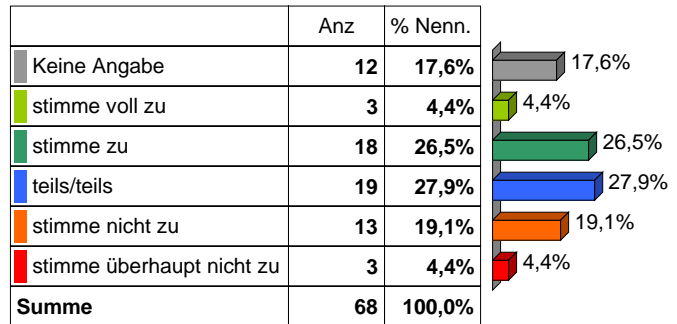 Anz % Nenn.
Keine Angabe 12 17,6% 17,6%
stimme voll zu 3 4,4% 4,4%
stimme zu 18 26,5% 26,5%
teils/teils 19 27,9% 27,9%
stimme nicht zu 13 19,1% 19,1%
stimme überhaupt nicht zu 3 4,4% 4,4%
Summe 68 100,0%